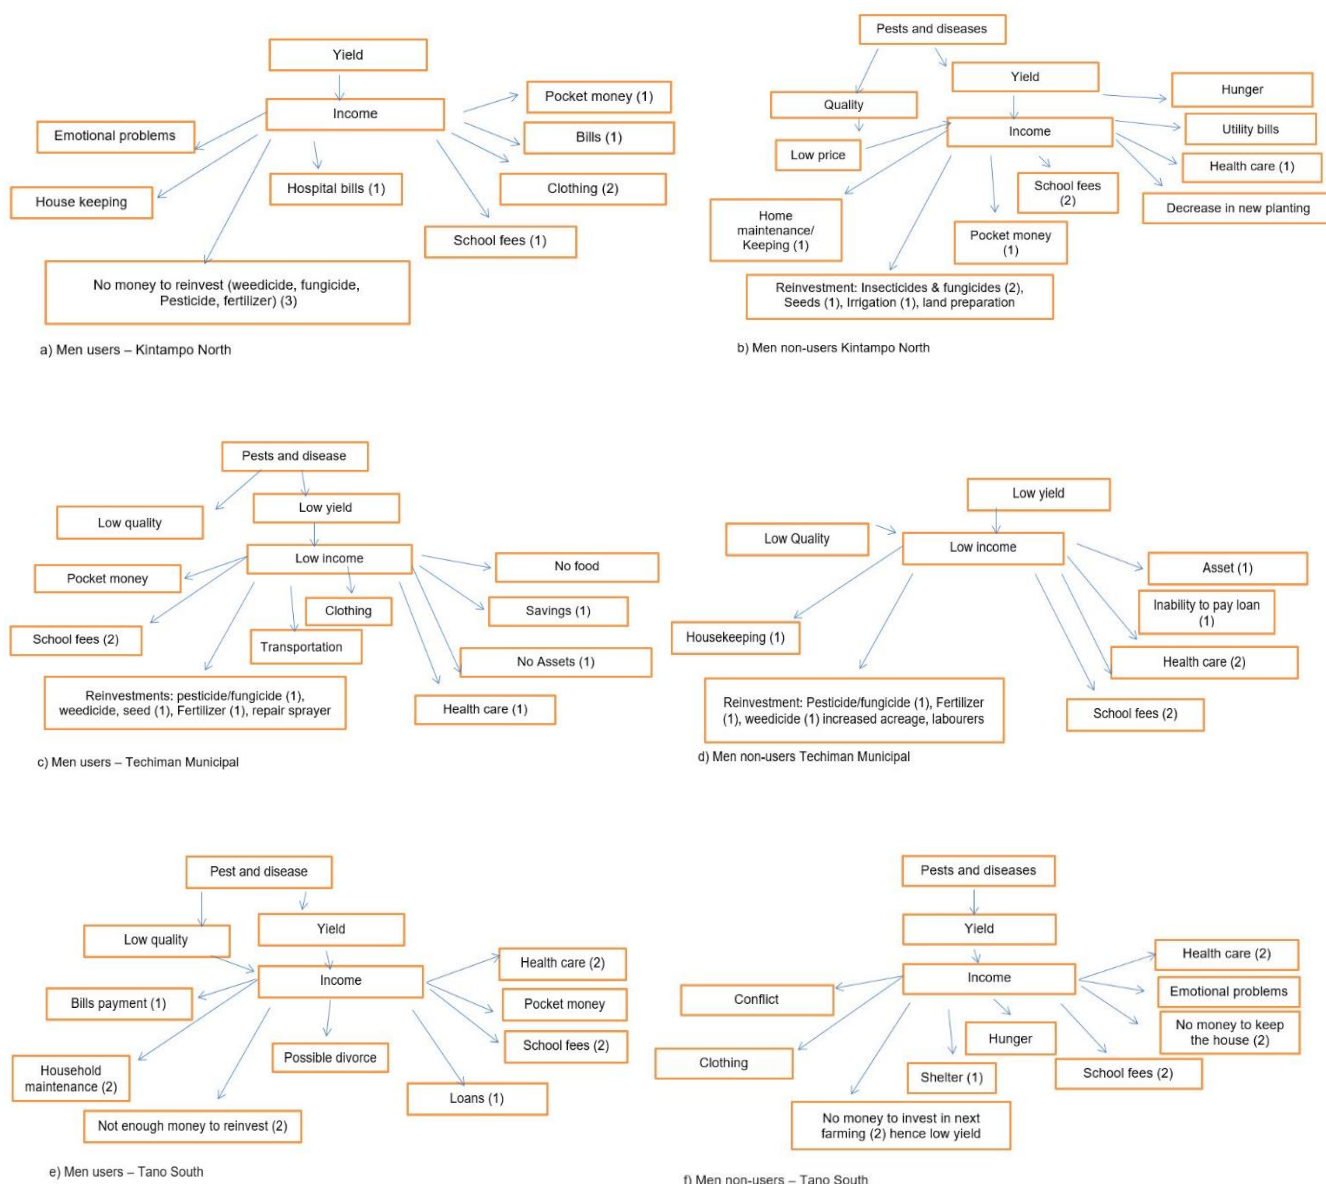 Yield
Income
Pocket money (1)
Bills (1)
Clothing (2)
Emotional problems
House keeping
Hospital bills (1)
School fees (1)
No money to reinvest (weedicide, fungicide,
Pesticide, fertilizer) (3)
a) Men users – Kintampo North
Pests and diseases
Yield
Quality
Income
Low price
Hunger
Utility bills
Health care (1)
Decrease in new planting
School fees
(2)
Pocket money
(1)
Home
maintenance/
Keeping (1)
Reinvestment: Insecticides & fungicides (2),
Seeds (1), Irrigation (1), land preparation
b) Men non-users Kintampo North
Pests and disease
Low quality
Low yield
Low income
Pocket money
School fees (2)
Clothing
Transportation
No food
Savings (1)
No Assets (1)
Health care (1)
Reinvestments: pesticide/fungicide (1),
weedicide, seed (1), Fertilizer (1), repair sprayer
c) Men users – Techiman Municipal
Low yield
Low Quality
Low income
Asset (1)
Inability to pay loan
(1)
Health care (2)
School fees (2)
Housekeeping (1)
Reinvestment: Pesticide/fungicide (1), Fertilizer
(1), weedicide (1) increased acreage, labourers
d) Men non-users Techiman Municipal
Pest and disease
Low quality
Yield
Income
Bills payment (1)
Household
maintenance (2)
Possible divorce
Health care (2)
Pocket money
School fees (2)
Loans (1)
Not enough money to reinvest (2)
e) Men users – Tano South
Pests and diseases
Yield
Income
Conflict
Clothing
Health care (2)
Emotional problems
No money to keep
the house (2)
Hunger
Shelter (1)
School fees (2)
No money to invest in next
farming (2) hence low yield
f) Men non-users – Tano South